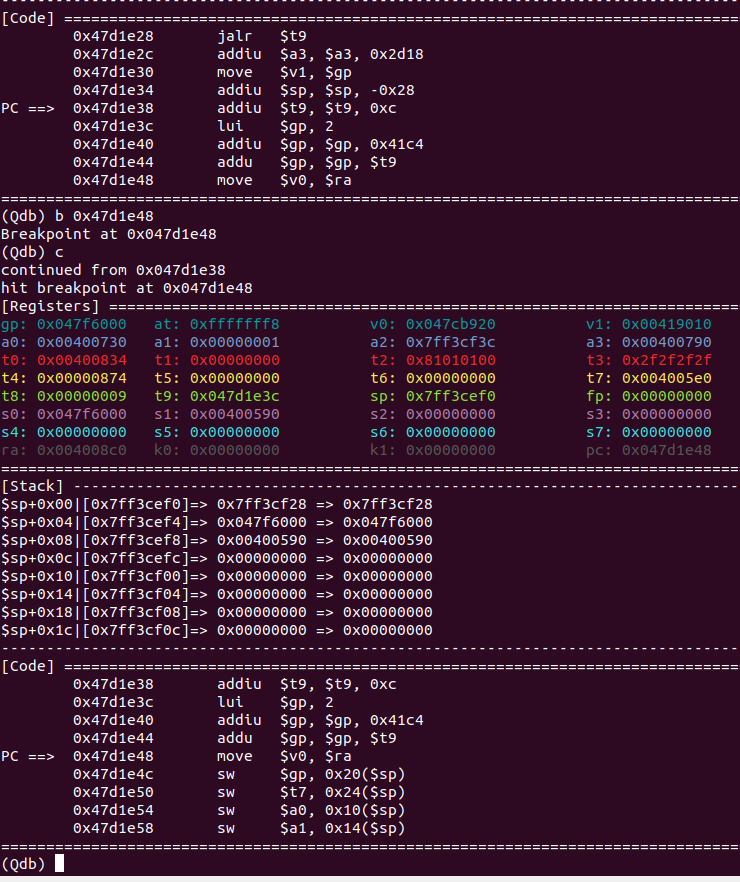 [Code] ===========================================================================
        0x47d1e28       jalr   $t9
        0x47d1e2c       addiu  $a3, $a3, 0x2d18
        0x47d1e30       move   $v1, $gp
        0x47d1e34       addiu  $sp, $sp, -0x28
PC ==>  0x47d1e38       addiu  $t9, $t9, 0xc
        0x47d1e3c       lui    $gp, 2
        0x47d1e40       addiu  $gp, $gp, 0x41c4
        0x47d1e44       addu   $gp, $gp, $t9
        0x47d1e48       move   $v0, $ra
==================================================================================
(Qdb) b 0x47d1e48
Breakpoint at 0x047d1e48
(Qdb) c
continued from 0x047d1e38
hit breakpoint at 0x047d1e48
[Registers] ======================================================================
gp: 0x047f6000   at: 0xfffffff8          v0: 0x047cb920          v1: 0x00419010
a0: 0x00400730   a1: 0x00000001          a2: 0x7ff3cf3c          a3: 0x00400790
t0: 0x00400834   t1: 0x00000000          t2: 0x81010100          t3: 0x2f2f2f2f
t4: 0x00000874   t5: 0x00000000          t6: 0x00000000          t7: 0x004005e0
t8: 0x00000009   t9: 0x047d1e3c          sp: 0x7ff3cef0          fp: 0x00000000
s0: 0x047f6000   s1: 0x00400590          s2: 0x00000000          s3: 0x00000000
s4: 0x00000000   s5: 0x00000000          s6: 0x00000000          s7: 0x00000000
ra: 0x004008c0   k0: 0x00000000          k1: 0x00000000          pc: 0x047d1e48
==================================================================================
[Stack] --------------------------------------------------------------------------
$sp+0x00|[0x7ff3cef0]=> 0x7ff3cf28 => 0x7ff3cf28
$sp+0x04|[0x7ff3cef4]=> 0x047f6000 => 0x047f6000
$sp+0x08|[0x7ff3cef8]=> 0x00400590 => 0x00400590
$sp+0x0c|[0x7ff3cefc]=> 0x00000000 => 0x00000000
$sp+0x10|[0x7ff3cf00]=> 0x00000000 => 0x00000000
$sp+0x14|[0x7ff3cf04]=> 0x00000000 => 0x00000000
$sp+0x18|[0x7ff3cf08]=> 0x00000000 => 0x00000000
$sp+0x1c|[0x7ff3cf0c]=> 0x00000000 => 0x00000000
----------------------------------------------------------------------------------
[Code] ===========================================================================
        0x47d1e38       addiu  $t9, $t9, 0xc
        0x47d1e3c       lui    $gp, 2
        0x47d1e40       addiu  $gp, $gp, 0x41c4
        0x47d1e44       addu   $gp, $gp, $t9
PC ==>  0x47d1e48       move   $v0, $ra
        0x47d1e4c       sw     $gp, 0x20($sp)
        0x47d1e50       sw     $t7, 0x24($sp)
        0x47d1e54       sw     $a0, 0x10($sp)
        0x47d1e58       sw     $a1, 0x14($sp)
==================================================================================
(Qdb)